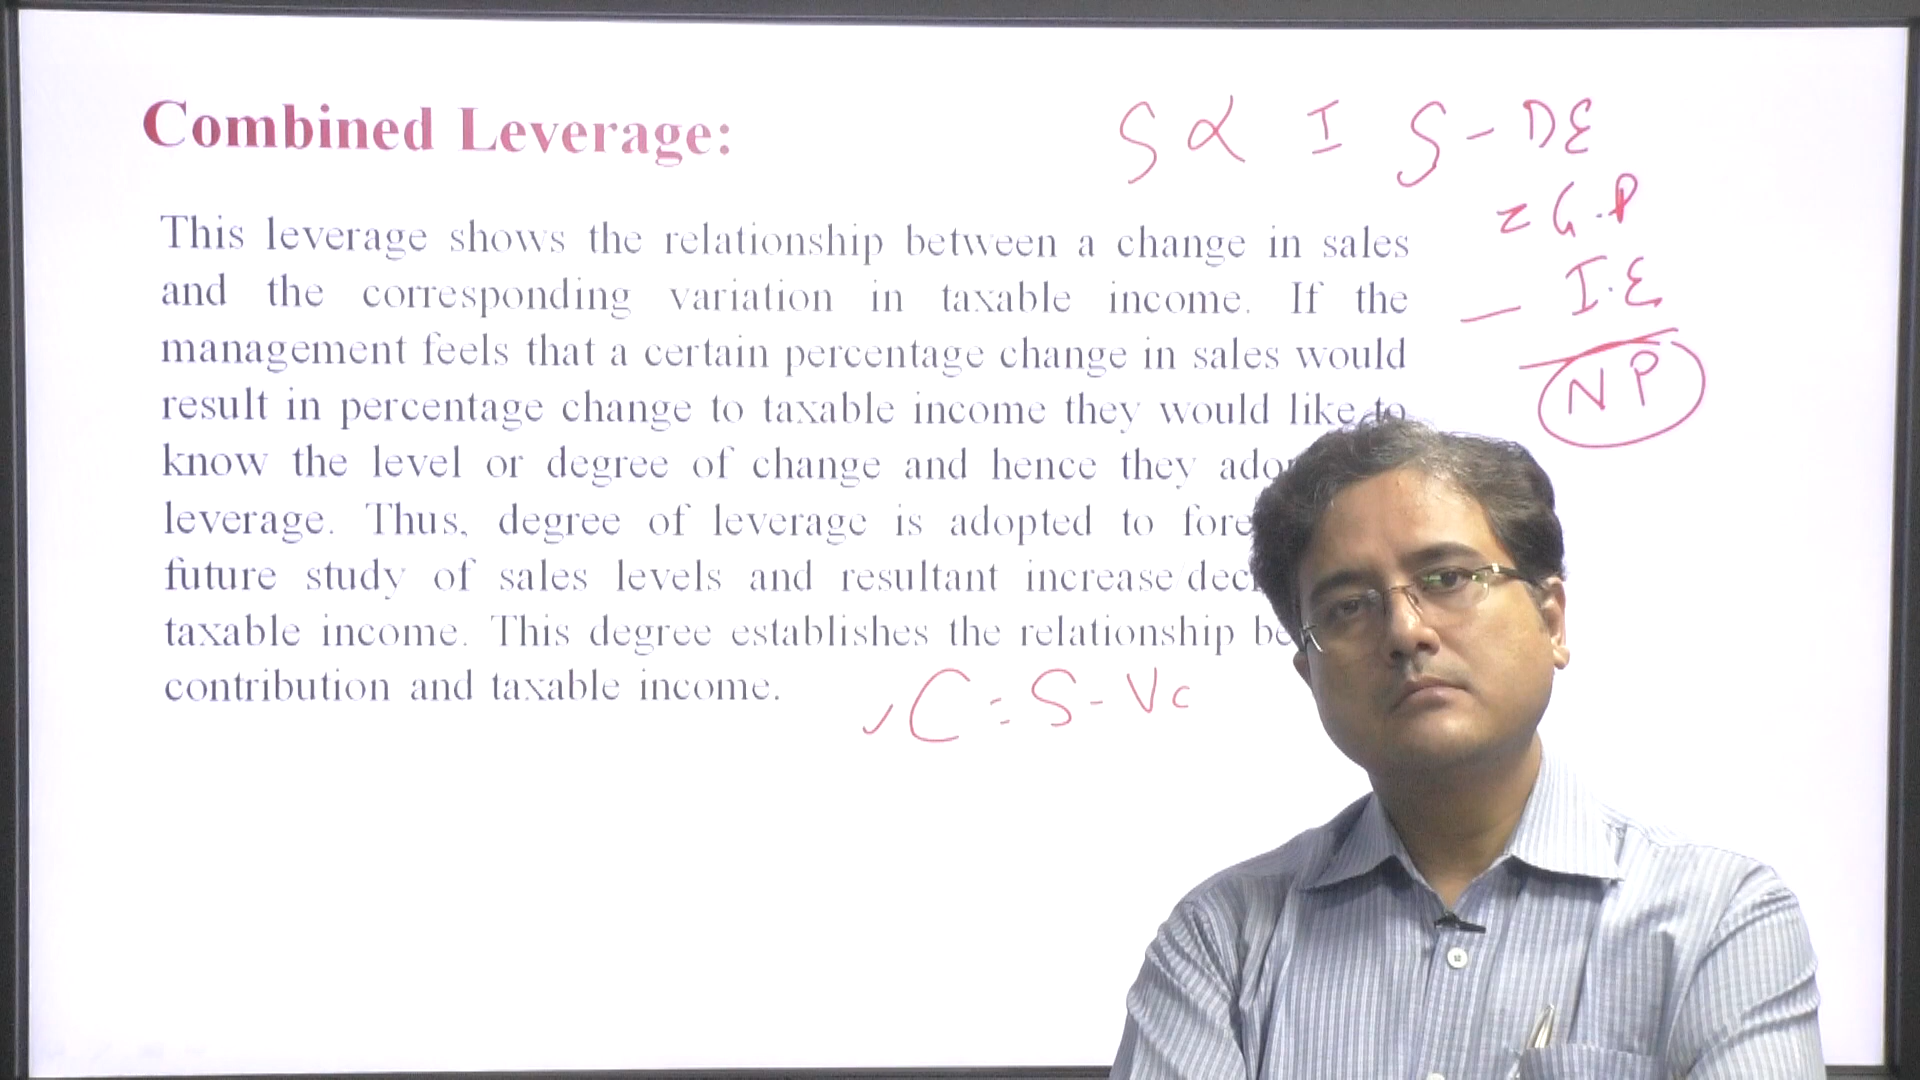 Combined Leverage:
S α I S - DE
= G.P
- I.E
NP
This leverage shows the relationship between a change in sales
and the corresponding variation in taxable income. If the
management feels that a certain percentage change in sales would
result in percentage change to taxable income they would like to
know the level or degree of change and hence they
leverage. Thus, degree of leverage is adopted to
future study of sales levels and resultant increase/
taxable income. This degree establishes the relationship
contribution and taxable income.
✓ C = S - Vc